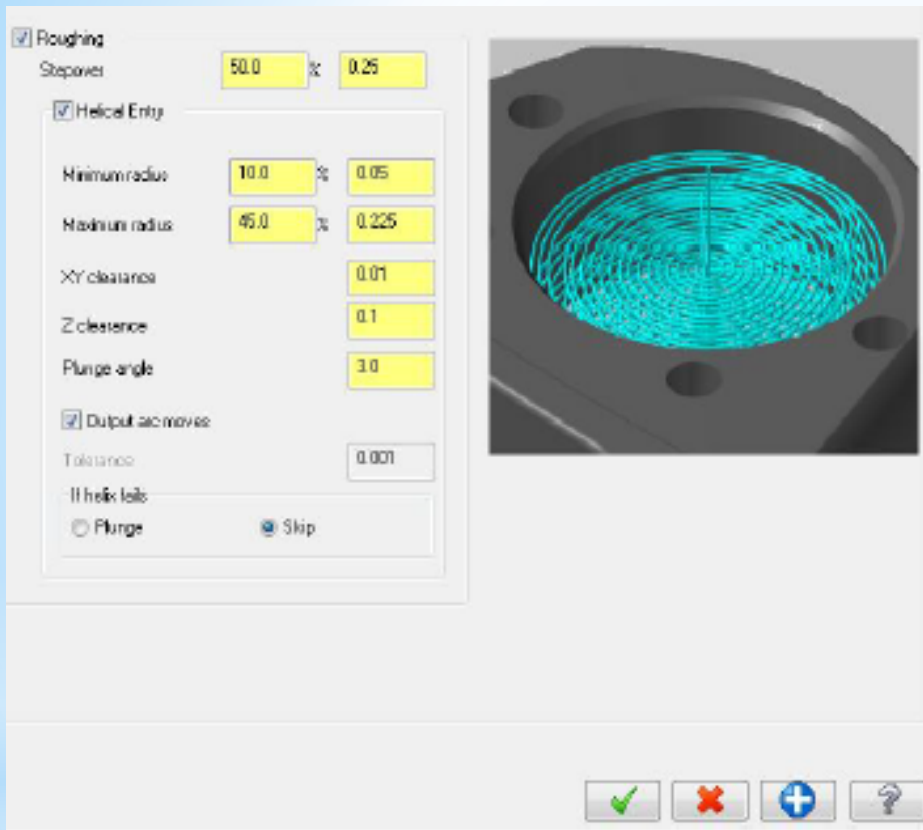 Roughing
Stepover 50.0 % 0.25
Helical Entry
Minimum radius 10.0 % 0.05
Maximum radius 45.0 % 0.225
XY clearance 0.01
Z clearance 0.1
Plunge angle 3.0
Output arc moves
Tolerance 0.001
If helix fails
Plunge Skip
?